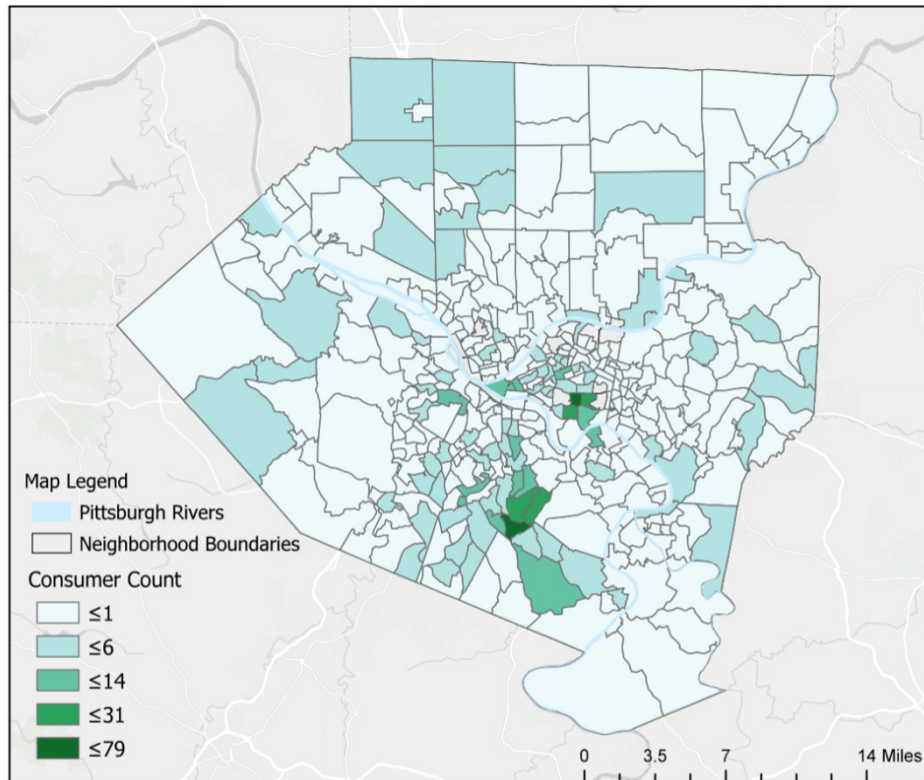 Map Legend
Pittsburgh Rivers
Neighborhood Boundaries
Consumer Count
≤1
≤6
≤14
≤31
≤79
0 3.5 7 14 Miles